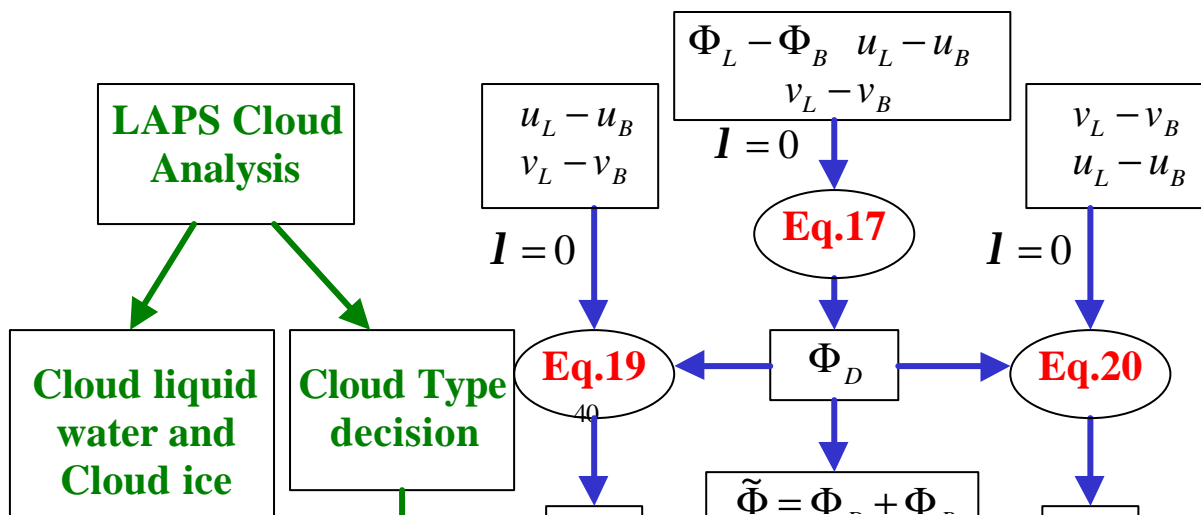 Φ_L − Φ_B u_L − u_B
v_L − v_B
LAPS Cloud
Analysis
u_L − u_B
v_L − v_B
v_L − v_B
u_L − u_B
l = 0
Eq.17
l = 0
l = 0
Cloud liquid
water and
Cloud ice
Cloud Type
decision
Eq.19
40
Φ_D
Eq.20
Φ̃ = Φ_D + Φ_B